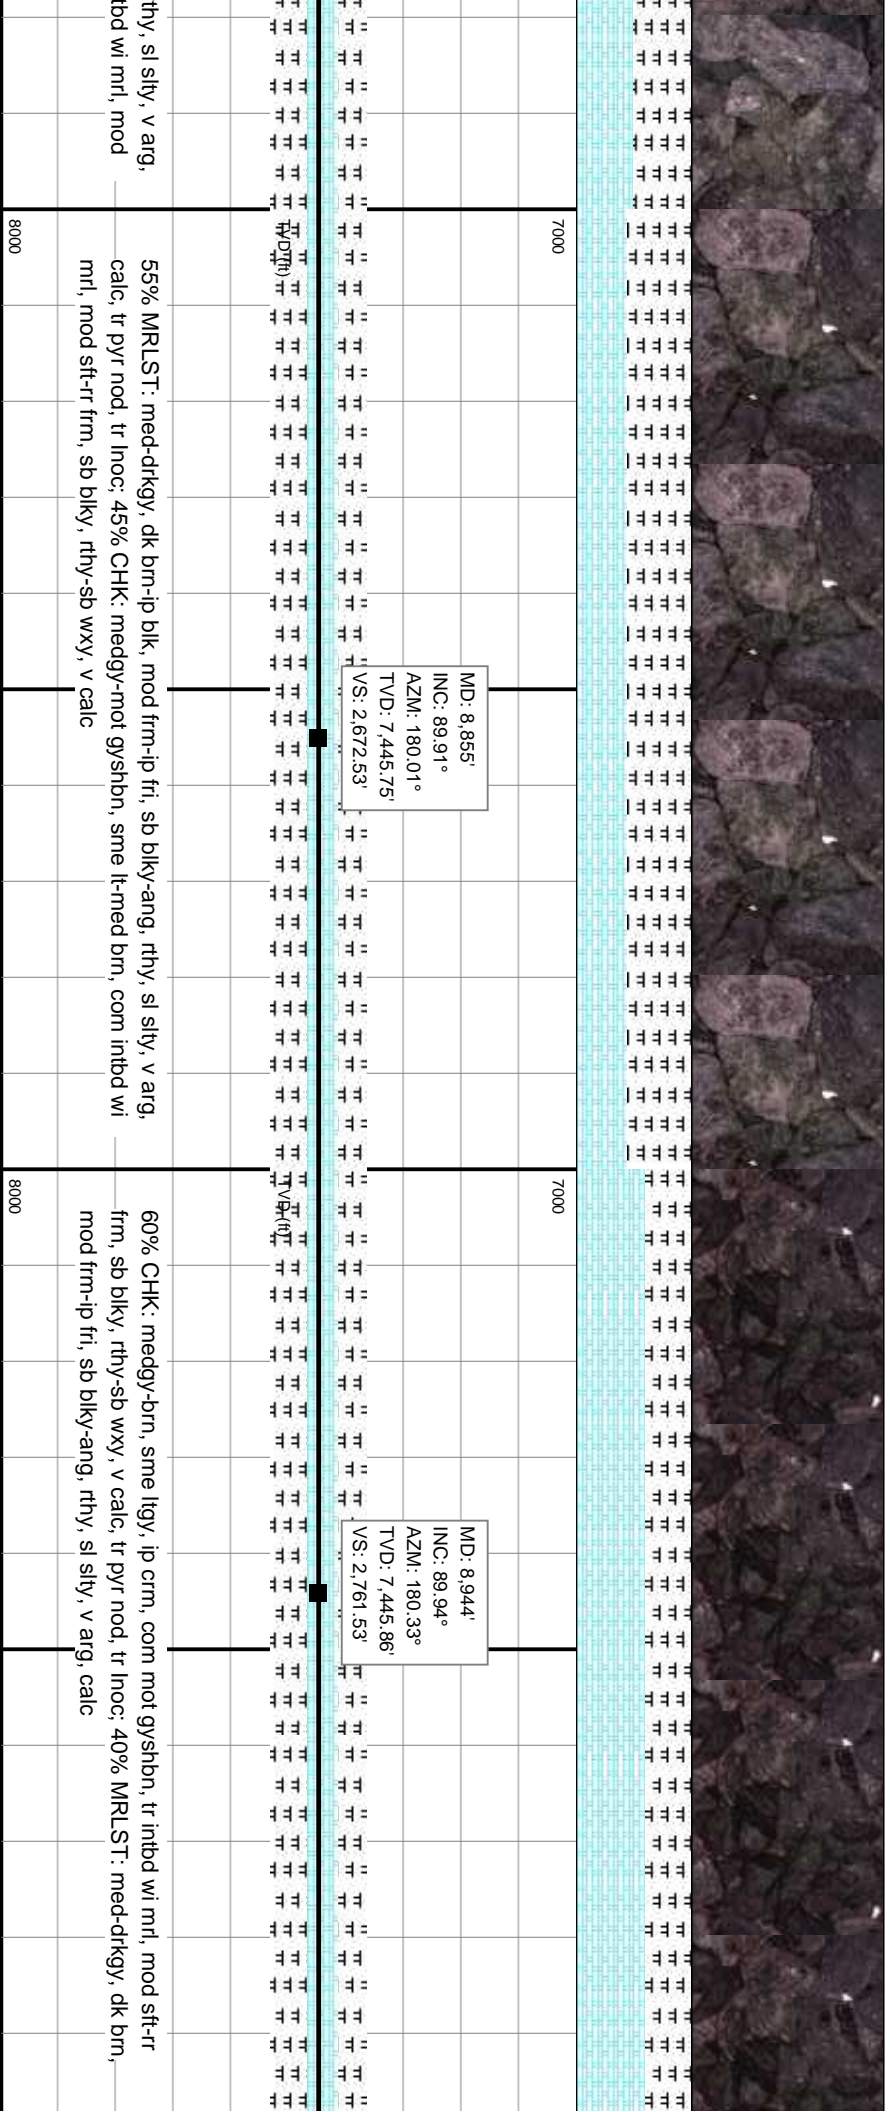 thy, sl slty, v arg,
tbd wi mrl, mod
8000
TVD (ft)
7000
55% MRLST: med-drkgy, dk brn-ip blk, mod frm-ip fri, sb blky-ang, rthy, sl slty, v arg,
calc, tr pyr nod, tr Inoc; 45% CHK: medgy-mot gyshbn, sme lt-med brn, com intbd wi
mrl, mod sft-rr frm, sb blky, rthy-sb wxy, v calc
MD: 8,855'
INC: 89.91°
AZM: 180.01°
TVD: 7,445.75'
VS: 2,672.53'
8000
TVD (ft)
7000
60% CHK: medgy-brn, sme ltgy, ip crm, com mot gyshbn, tr intbd wi mrl, mod sft-rr
frm, sb blky, rthy-sb wxy, v calc, tr pyr nod, tr Inoc; 40% MRLST: med-drkgy, dk brn,
mod frm-ip fri, sb blky-ang, rthy, sl slty, v arg, calc
MD: 8,944'
INC: 89.94°
AZM: 180.33°
TVD: 7,445.86'
VS: 2,761.53'